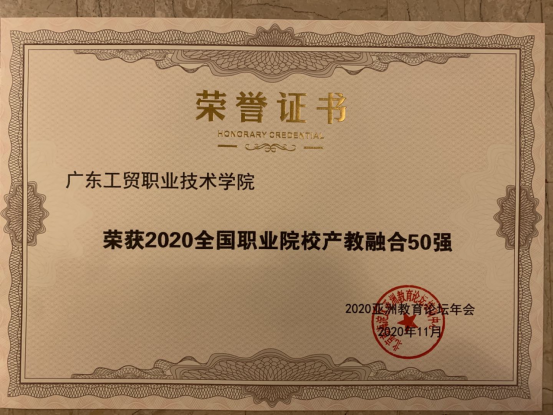 荣誉证书
HONORARY CREDENTIAL
广东工贸职业技术学院
荣获2020全国职业院校产教融合50强
2020亚洲教育论坛年会
2020年11月